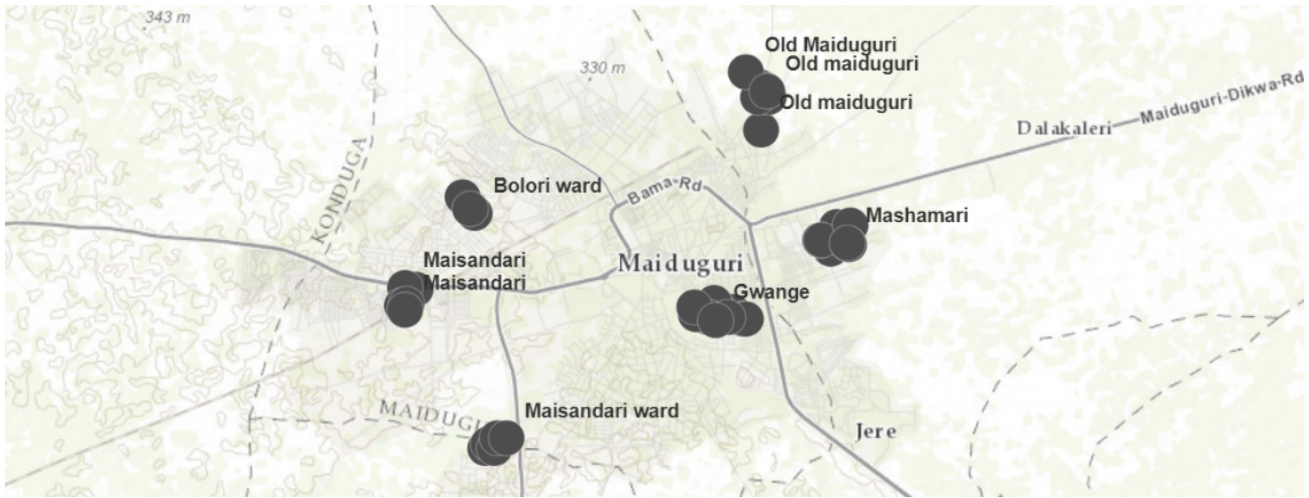 343 m
Old Maiduguri
Old maiduguri
330 m
Old maiduguri
Maiduguri-Dikwa-Rd
Dalakaleri
KONDUGA
Bolori ward
Bama-Rd
Mashamari
Maisandari
Maiduguri
Maisandari
Gwange
MAIDUGU
Maisandari ward
Jere